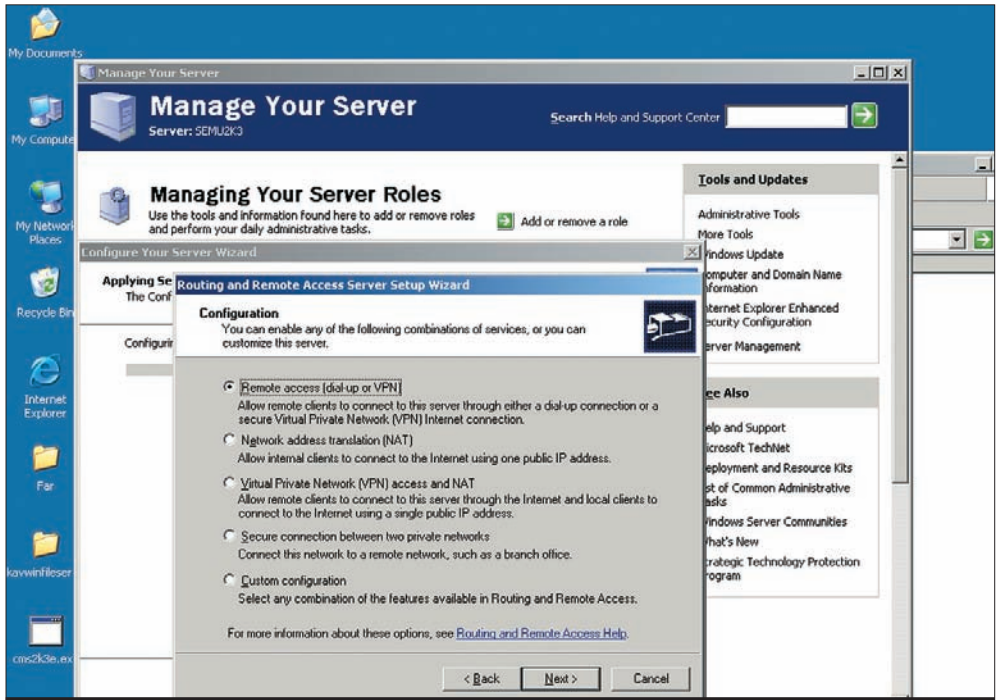 My Documents
My Compute
My Network
Places
Recycle Bin
Internet
Explorer
Far
kavwinfileser
cms2k3e.ex
Manage Your Server
Manage Your Server
Server: SEMU2K3
Search Help and Support Center
Managing Your Server Roles
Use the tools and information found here to add or remove roles
and perform your daily administrative tasks.
Add or remove a role
Tools and Updates
Administrative Tools
More Tools
Windows Update
omputer and Domain Name
nformation
nternet Explorer Enhanced
ecurity Configuration
erver Management
ee Also
elp and Support
icrosoft TechNet
eployment and Resource Kits
st of Common Administrative
asks
Windows Server Communities
hat's New
trategic Technology Protection
rogram
Configure Your Server Wizard
Applying Se
The Conf
Configurin
Routing and Remote Access Server Setup Wizard
Configuration
You can enable any of the following combinations of services, or you can
customize this server.
Remote access (dial-up or VPN)
Allow remote clients to connect to this server through either a dial-up connection or a
secure Virtual Private Network (VPN) Internet connection.
Network address translation (NAT)
Allow internal clients to connect to the Internet using one public IP address.
Virtual Private Network (VPN) access and NAT
Allow remote clients to connect to this server through the Internet and local clients to
connect to the Internet using a single public IP address.
Secure connection between two private networks
Connect this network to a remote network, such as a branch office.
Custom configuration
Select any combination of the features available in Routing and Remote Access.
For more information about these options, see Routing and Remote Access Help.
< Back
Next >
Cancel